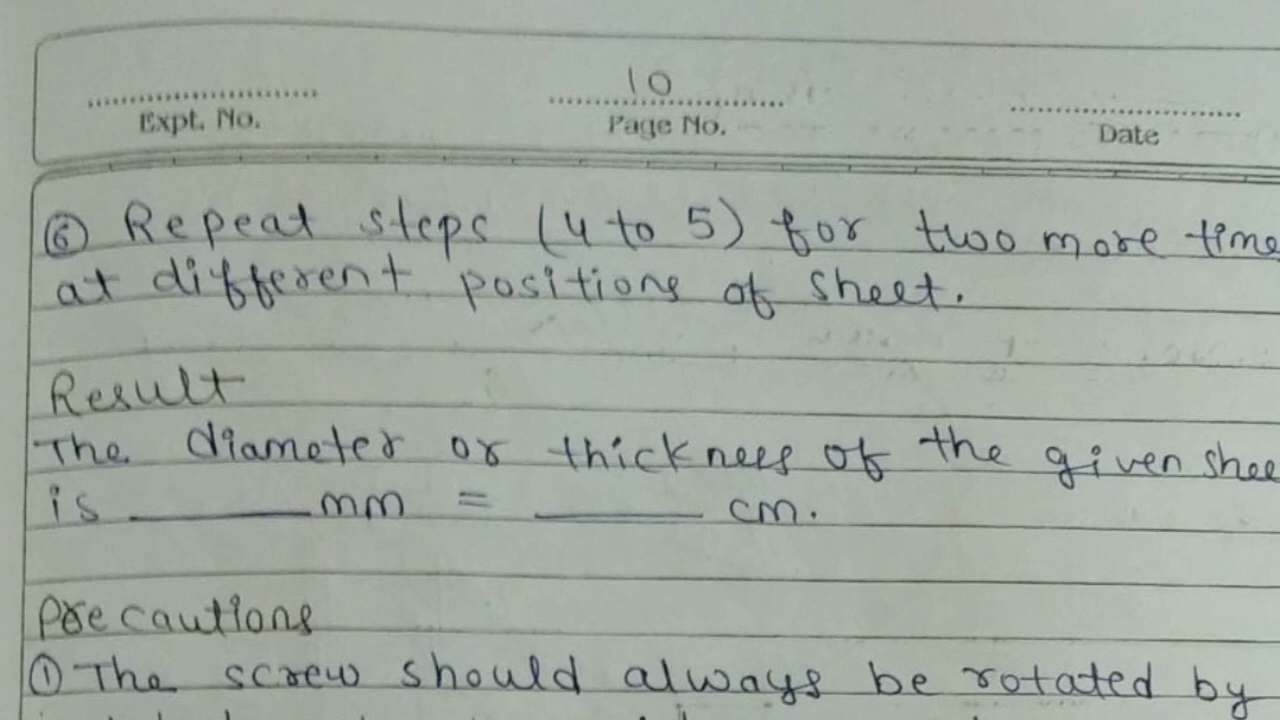 10
Expt. No.
Page No.
Date
⑥ Repeat steps (4 to 5) for two more time
at different positions of sheet.
Result
The diameter or thickness of the given shee
is ______ mm = ______ cm.
Precautions
① The screw should always be rotated by